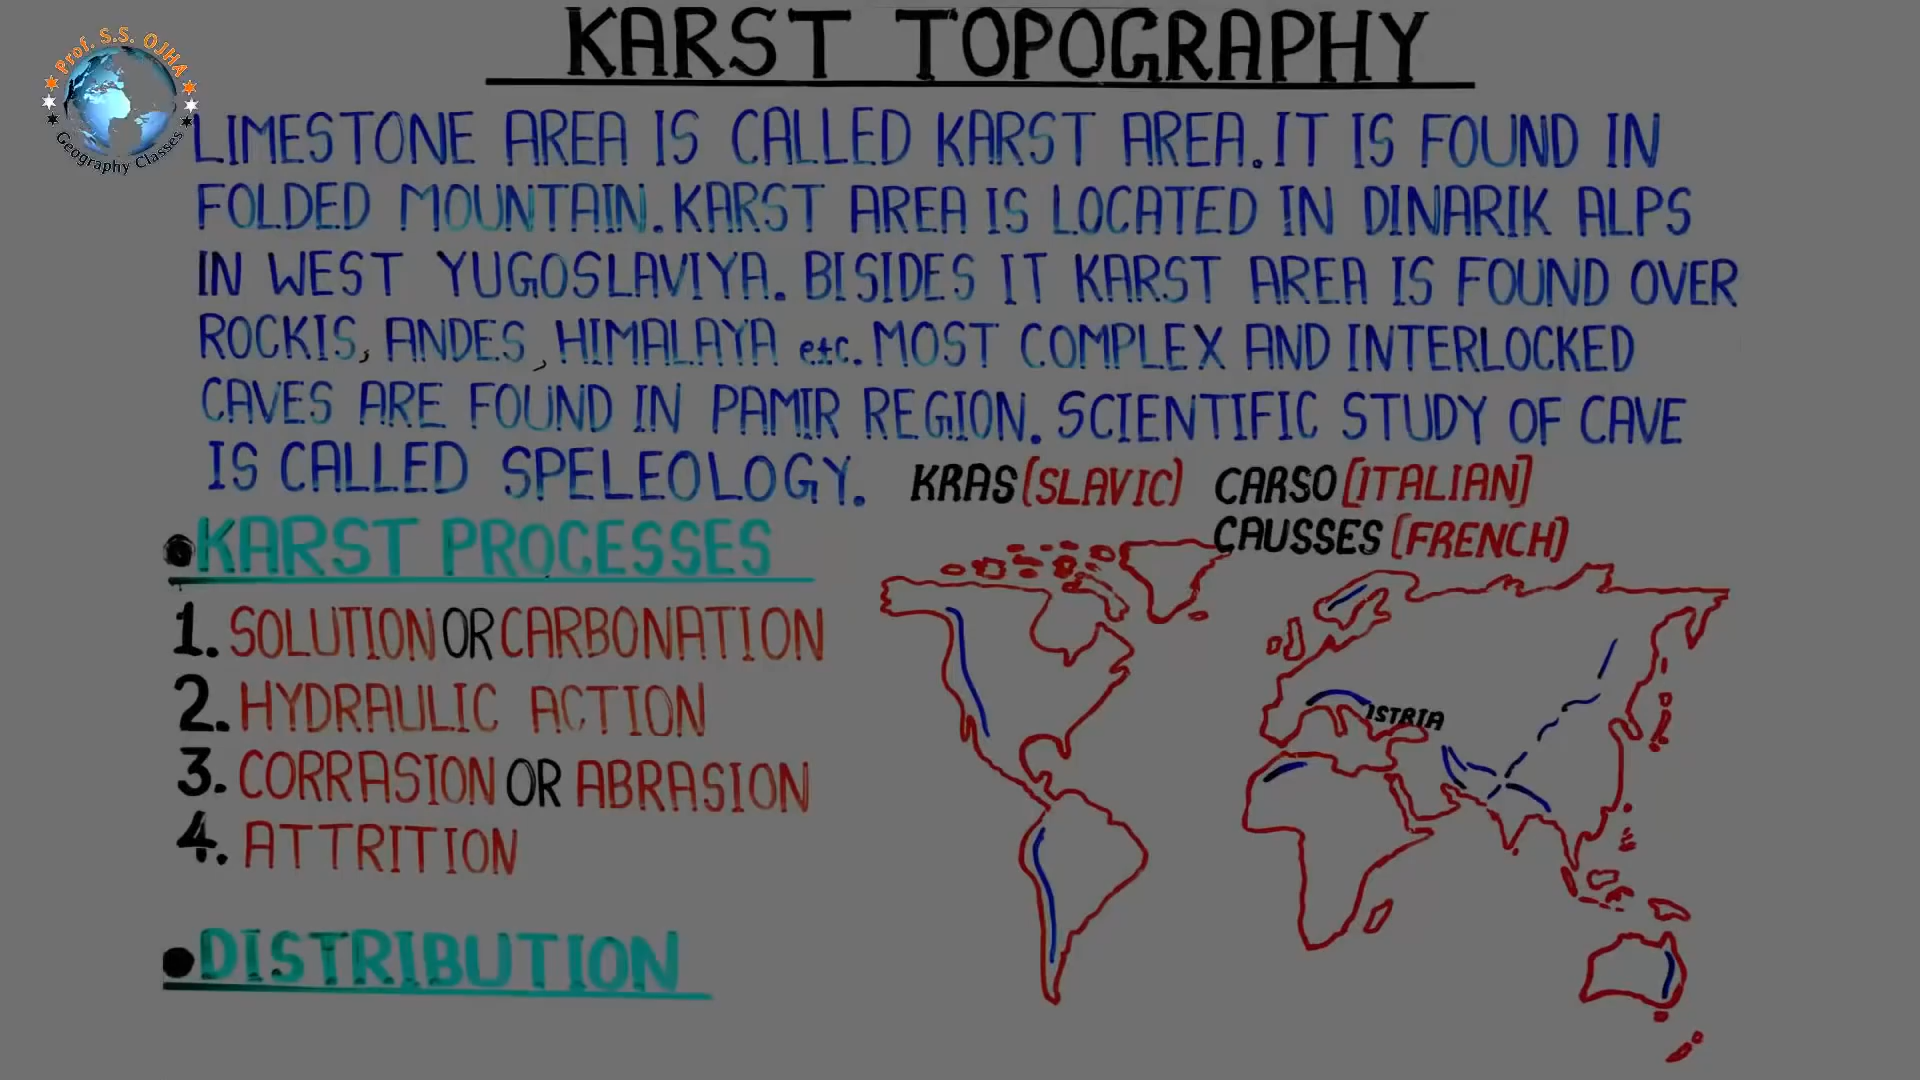 KARST TOPOGRAPHY
Prof. S.S. OJHA
Geography Classes
LIMESTONE AREA IS CALLED KARST AREA. IT IS FOUND IN
FOLDED MOUNTAIN. KARST AREA IS LOCATED IN DINARIK ALPS
IN WEST YUGOSLAVIYA. BISIDES IT KARST AREA IS FOUND OVER
ROCKIS, ANDES, HIMALAYA etc. MOST COMPLEX AND INTERLOCKED
CAVES ARE FOUND IN PAMIR REGION. SCIENTIFIC STUDY OF CAVE
IS CALLED SPELEOLOGY. KRAS (SLAVIC) CARSO [ITALIAN]
CAUSSES (FRENCH)
•KARST PROCESSES
1. SOLUTION OR CARBONATION
2. HYDRAULIC ACTION
3. CORRASION OR ABRASION
4. ATTRITION
ISTRIA
•DISTRIBUTION